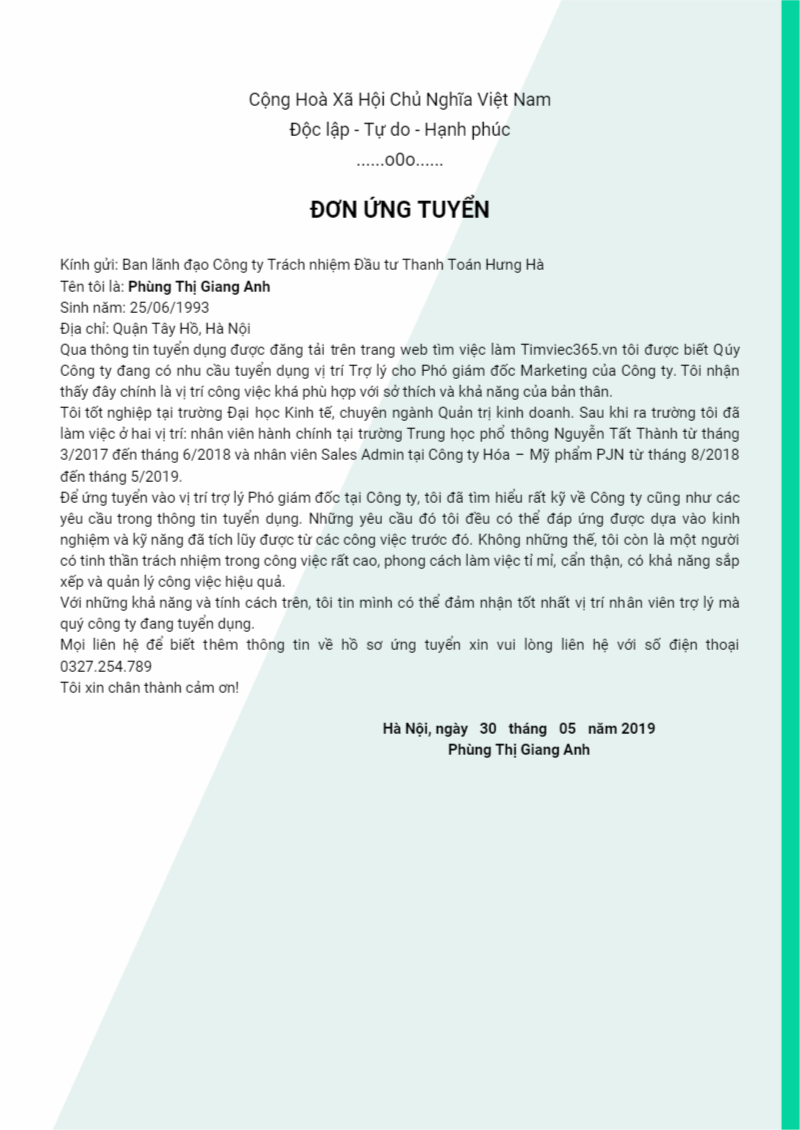 Cộng Hoà Xã Hội Chủ Nghĩa Việt Nam
Độc lập - Tự do - Hạnh phúc
......o0o......
ĐƠN ỨNG TUYỂN
Kính gửi: Ban lãnh đạo Công ty Trách nhiệm Đầu tư Thanh Toán Hưng Hà
Tên tôi là: Phùng Thị Giang Anh
Sinh năm: 25/06/1993
Địa chỉ: Quận Tây Hồ, Hà Nội
Qua thông tin tuyển dụng được đăng tải trên trang web tìm việc làm Timviec365.vn tôi được biết Qúy
Công ty đang có nhu cầu tuyển dụng vị trí Trợ lý cho Phó giám đốc Marketing của Công ty. Tôi nhận
thấy đây chính là vị trí công việc khá phù hợp với sở thích và khả năng của bản thân.
Tôi tốt nghiệp tại trường Đại học Kinh tế, chuyên ngành Quản trị kinh doanh. Sau khi ra trường tôi đã
làm việc ở hai vị trí: nhân viên hành chính tại trường Trung học phổ thông Nguyễn Tất Thành từ tháng
3/2017 đến tháng 6/2018 và nhân viên Sales Admin tại Công ty Hóa – Mỹ phẩm PJN từ tháng 8/2018
đến tháng 5/2019.
Để ứng tuyển vào vị trí trợ lý Phó giám đốc tại Công ty, tôi đã tìm hiểu rất kỹ về Công ty cũng như các
yêu cầu trong thông tin tuyển dụng. Những yêu cầu đó tôi đều có thể đáp ứng được dựa vào kinh
nghiệm và kỹ năng đã tích lũy được từ các công việc trước đó. Không những thế, tôi còn là một người
có tinh thần trách nhiệm trong công việc rất cao, phong cách làm việc tỉ mỉ, cẩn thận, có khả năng sắp
xếp và quản lý công việc hiệu quả.
Với những khả năng và tính cách trên, tôi tin mình có thể đảm nhận tốt nhất vị trí nhân viên trợ lý mà
quý công ty đang tuyển dụng.
Mọi liên hệ để biết thêm thông tin về hồ sơ ứng tuyển xin vui lòng liên hệ với số điện thoại
0327.254.789
Tôi xin chân thành cảm ơn!
Hà Nội, ngày 30 tháng 05 năm 2019
Phùng Thị Giang Anh